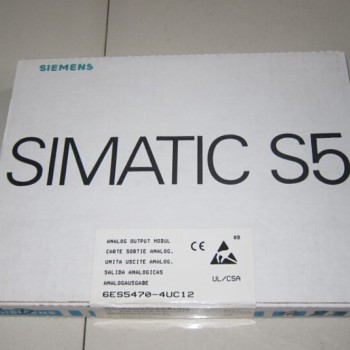 SIEMENS
SIMATIC S5
ANALOG OUTPUT MODUL
CARTE SORTIE ANALOG.
UNITA USCITE ANALOG.
SALIDA ANALOGICAS
ANALOGAUSGABE
6ES5470-4UC12
CE
UL/CSA
SIEMENS